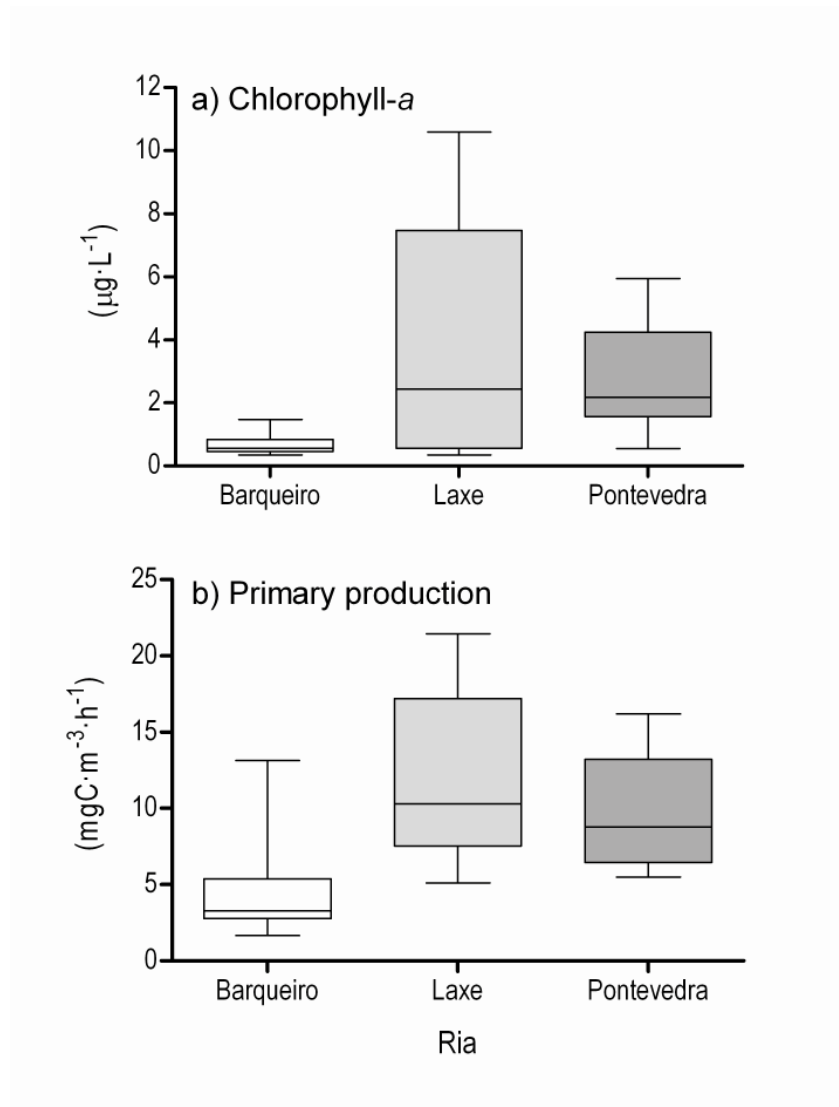 a) Chlorophyll-a
(µg·L⁻¹)
12
10
8
6
4
2
0
Barqueiro Laxe Pontevedra
b) Primary production
(mgC·m⁻³·h⁻¹)
25
20
15
10
5
0
Barqueiro Laxe Pontevedra
Ria